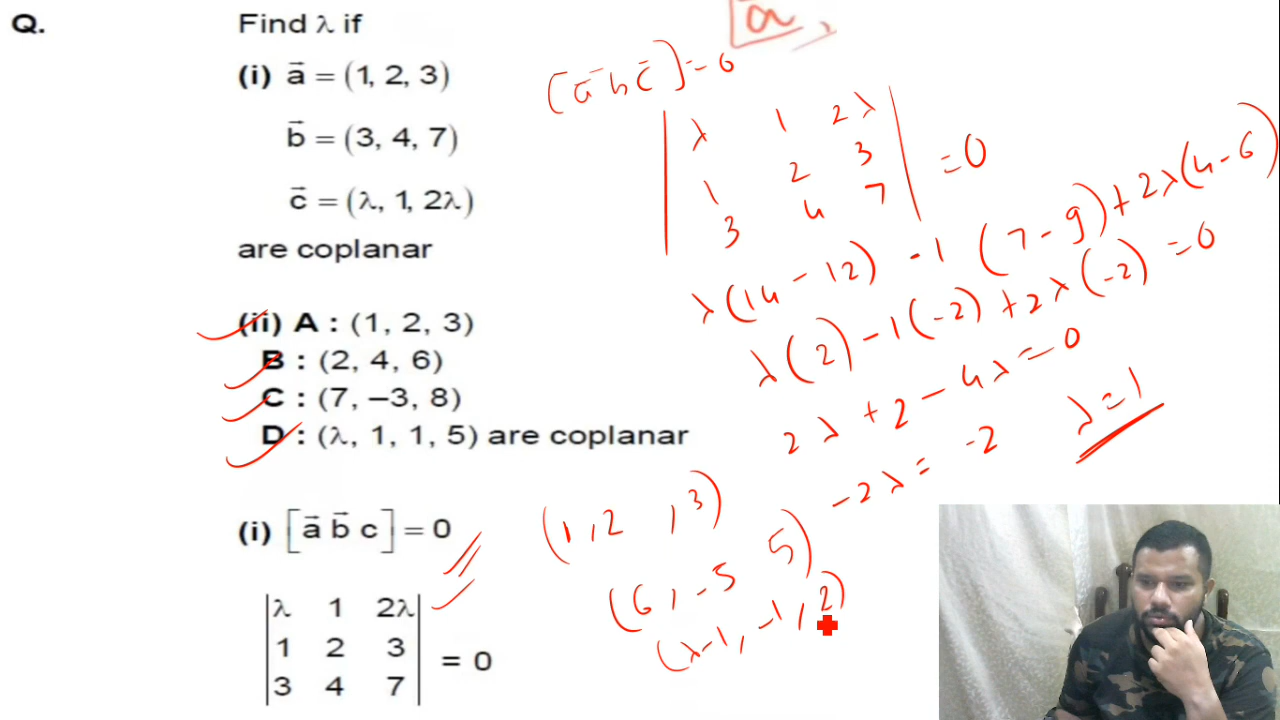 Q. Find λ if
(i) a⃗ = (1, 2, 3)
b⃗ = (3, 4, 7)
c⃗ = (λ, 1, 2λ)
are coplanar
(ii) A : (1, 2, 3)
B : (2, 4, 6)
C : (7, –3, 8)
D : (λ, 1, 1, 5) are coplanar
(i) [a⃗ b⃗ c] = 0
|λ 1 2λ|
|1 2 3| = 0
|3 4 7|
a
[a̅ b c̅] = 0
|λ 1 2λ|
|1 2 3| = 0
|3 4 7|
λ(14 - 12) - 1 (7 - 9) + 2λ(4 - 6)
λ(2) - 1(-2) + 2λ(-2) = 0
2λ + 2 - 4λ = 0
-2λ = -2
λ = 1
(1, 2, 3)
(6, -5 5)
(λ-1, -1, 2)